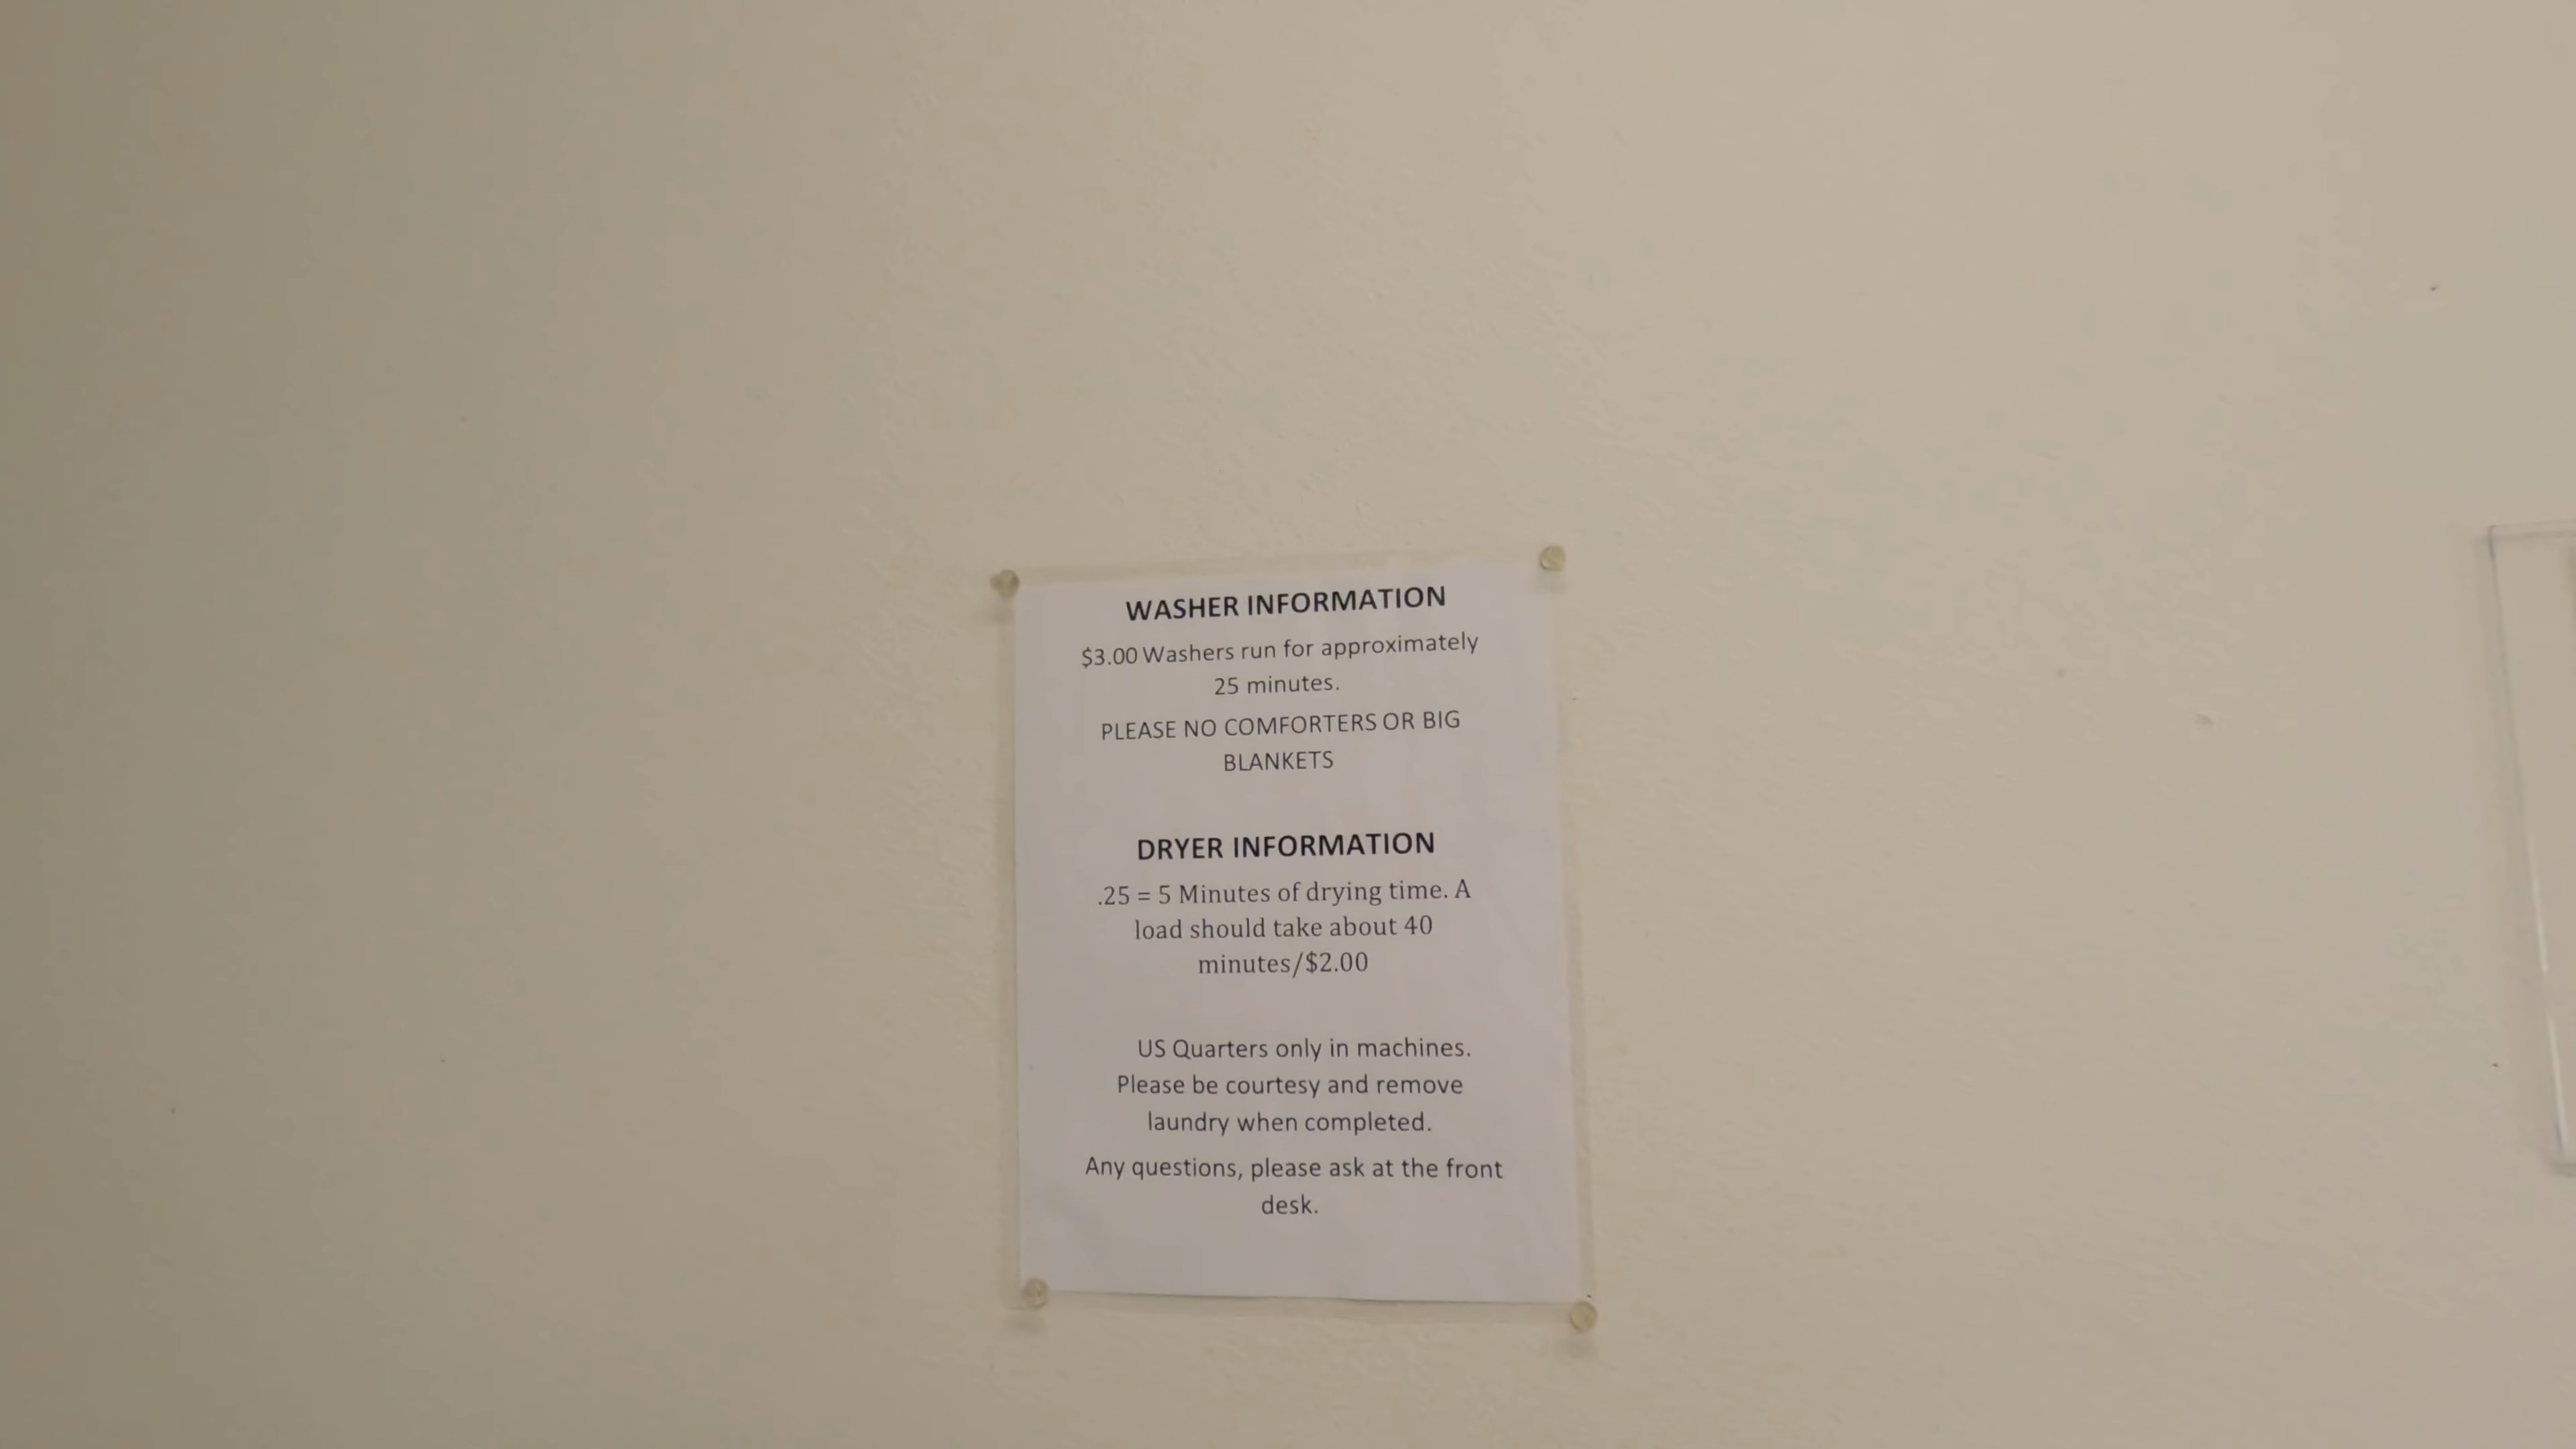 WASHER INFORMATION
$3.00 Washers run for approximately
25 minutes.
PLEASE NO COMFORTERS OR BIG
BLANKETS
DRYER INFORMATION
.25 = 5 Minutes of drying time. A
load should take about 40
minutes/$2.00
US Quarters only in machines.
Please be courtesy and remove
laundry when completed.
Any questions, please ask at the front
desk.